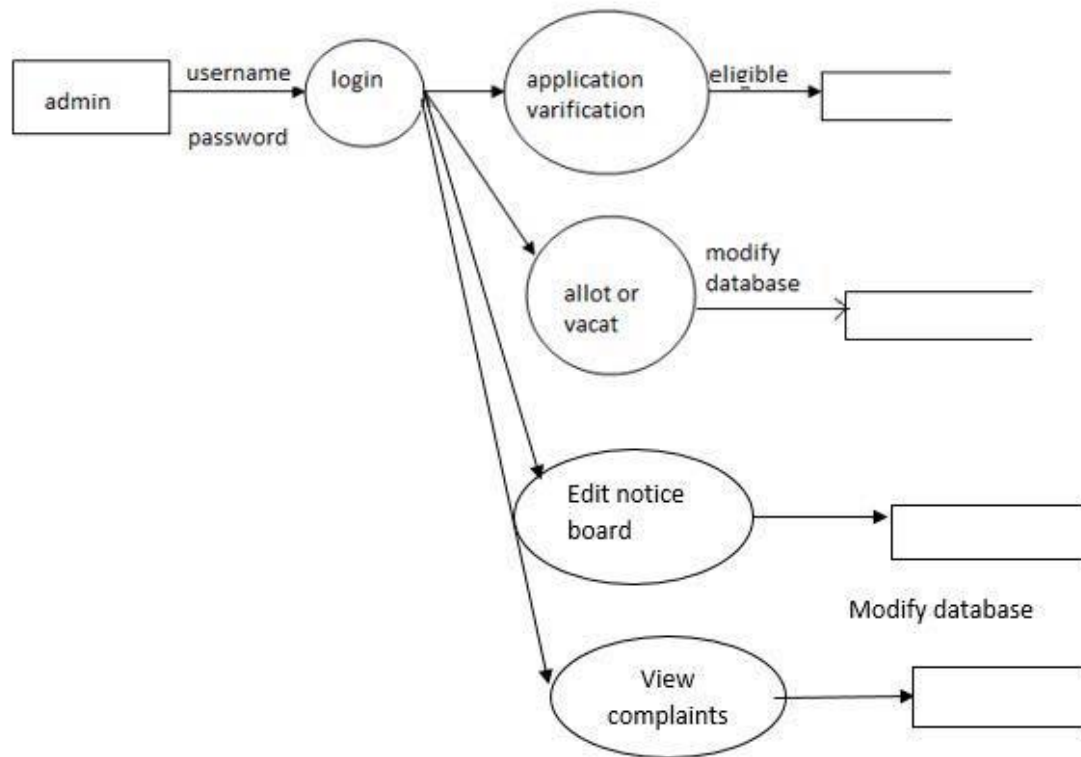 admin
username
password
login
application
varification
eligible
allot or
vacat
modify
database
Edit notice
board
Modify database
View
complaints